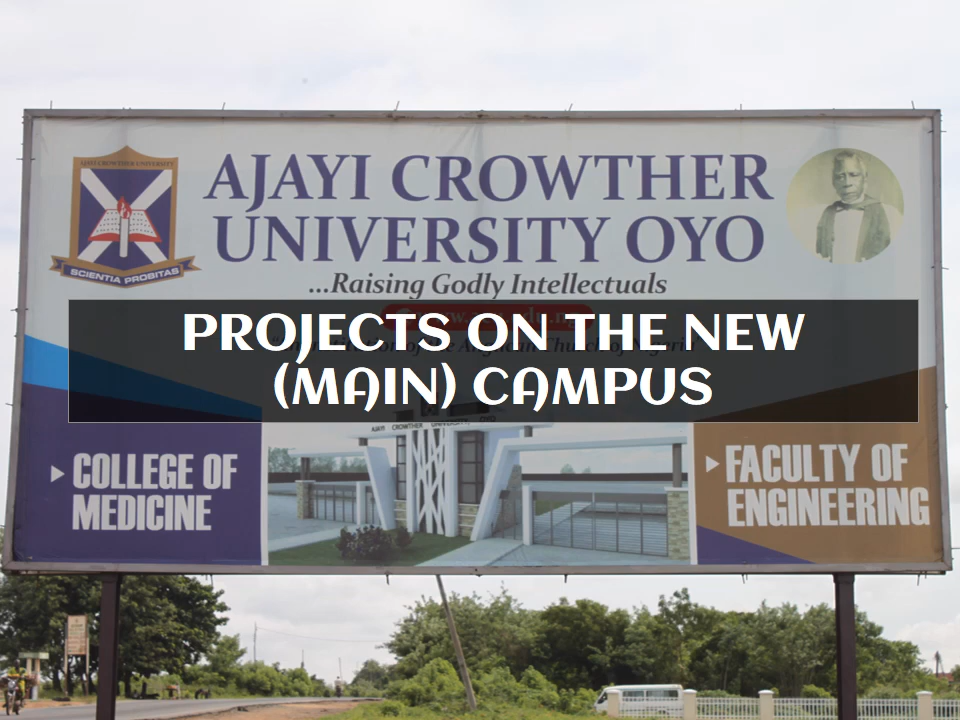 AJAYI CROWTHER UNIVERSITY
SCIENTIA PROBITAS
AJAYI CROWTHER
UNIVERSITY OYO
...Raising Godly Intellectuals
PROJECTS ON THE NEW
(MAIN) CAMPUS
AJAYI CROWTHER UNIVERSITY, OYO
COLLEGE OF
MEDICINE
FACULTY OF
ENGINEERING